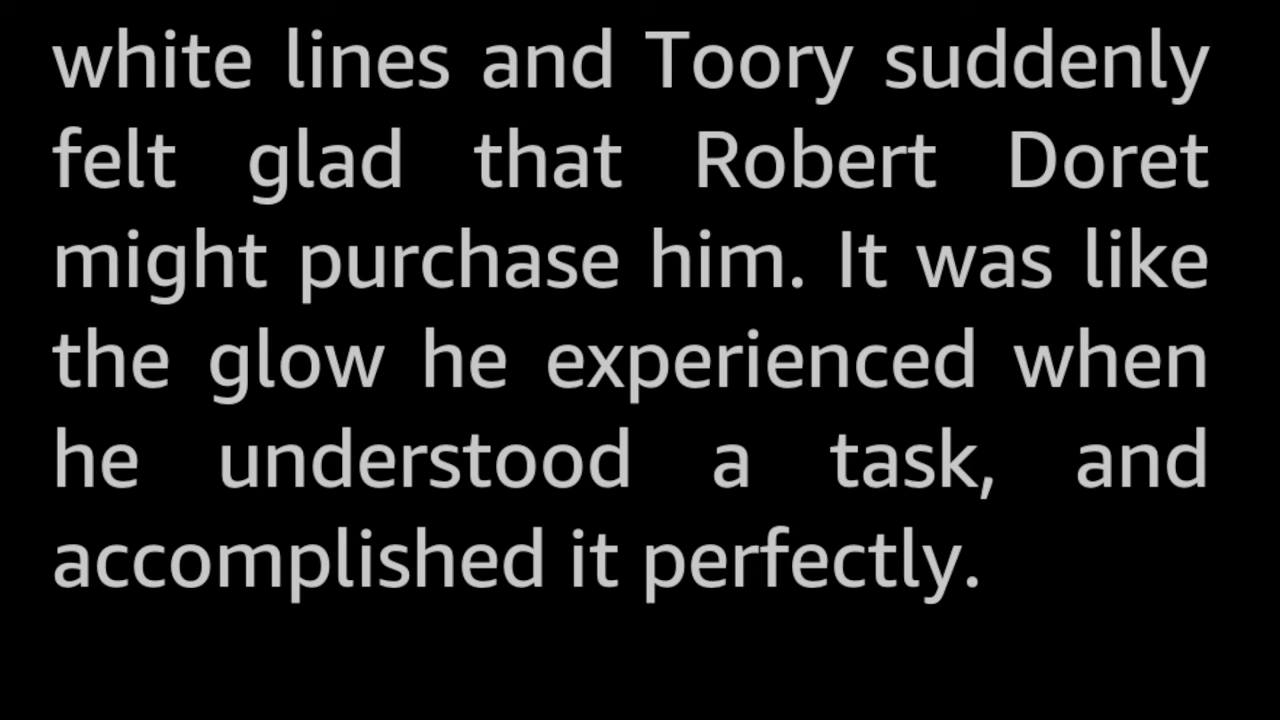 white lines and Toory suddenly
felt glad that Robert Doret
might purchase him. It was like
the glow he experienced when
he understood a task, and
accomplished it perfectly.